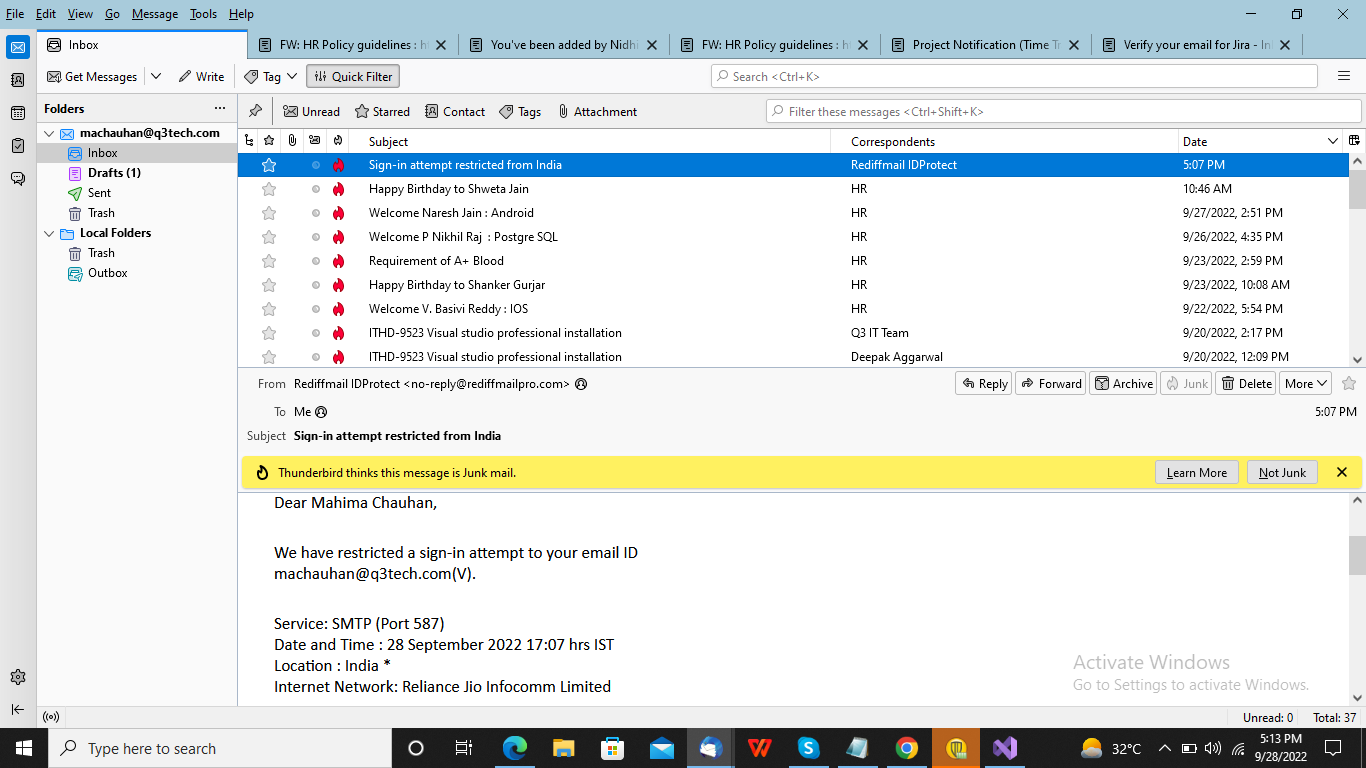 File Edit View Go Message Tools Help
Inbox
FW: HR Policy guidelines : h
You've been added by Nidhi
FW: HR Policy guidelines : h
Project Notification (Time Tr
Verify your email for Jira - In
Get Messages Write Tag Quick Filter Search <Ctrl+K>
Folders ...
Unread Starred Contact Tags Attachment Filter these messages <Ctrl+Shift+K>
machauhan@q3tech.com
Inbox
Drafts (1)
Sent
Trash
Local Folders
Trash
Outbox
Subject Correspondents Date
Sign-in attempt restricted from India Rediffmail IDProtect 5:07 PM
Happy Birthday to Shweta Jain HR 10:46 AM
Welcome Naresh Jain : Android HR 9/27/2022, 2:51 PM
Welcome P Nikhil Raj : Postgre SQL HR 9/26/2022, 4:35 PM
Requirement of A+ Blood HR 9/23/2022, 2:59 PM
Happy Birthday to Shanker Gurjar HR 9/23/2022, 10:08 AM
Welcome V. Basivi Reddy : IOS HR 9/22/2022, 5:54 PM
ITHD-9523 Visual studio professional installation Q3 IT Team 9/20/2022, 2:17 PM
ITHD-9523 Visual studio professional installation Deepak Aggarwal 9/20/2022, 12:09 PM
From Rediffmail IDProtect <no-reply@rediffmailpro.com> Reply Forward Archive Junk Delete More
To Me 5:07 PM
Subject Sign-in attempt restricted from India
Thunderbird thinks this message is Junk mail. Learn More Not Junk
Dear Mahima Chauhan,
We have restricted a sign-in attempt to your email ID
machauhan@q3tech.com(V).
Service: SMTP (Port 587)
Date and Time : 28 September 2022 17:07 hrs IST
Location : India *
Internet Network: Reliance Jio Infocomm Limited
Activate Windows
Go to Settings to activate Windows.
Unread: 0 Total: 37
Type here to search
32°C
5:13 PM
9/28/2022